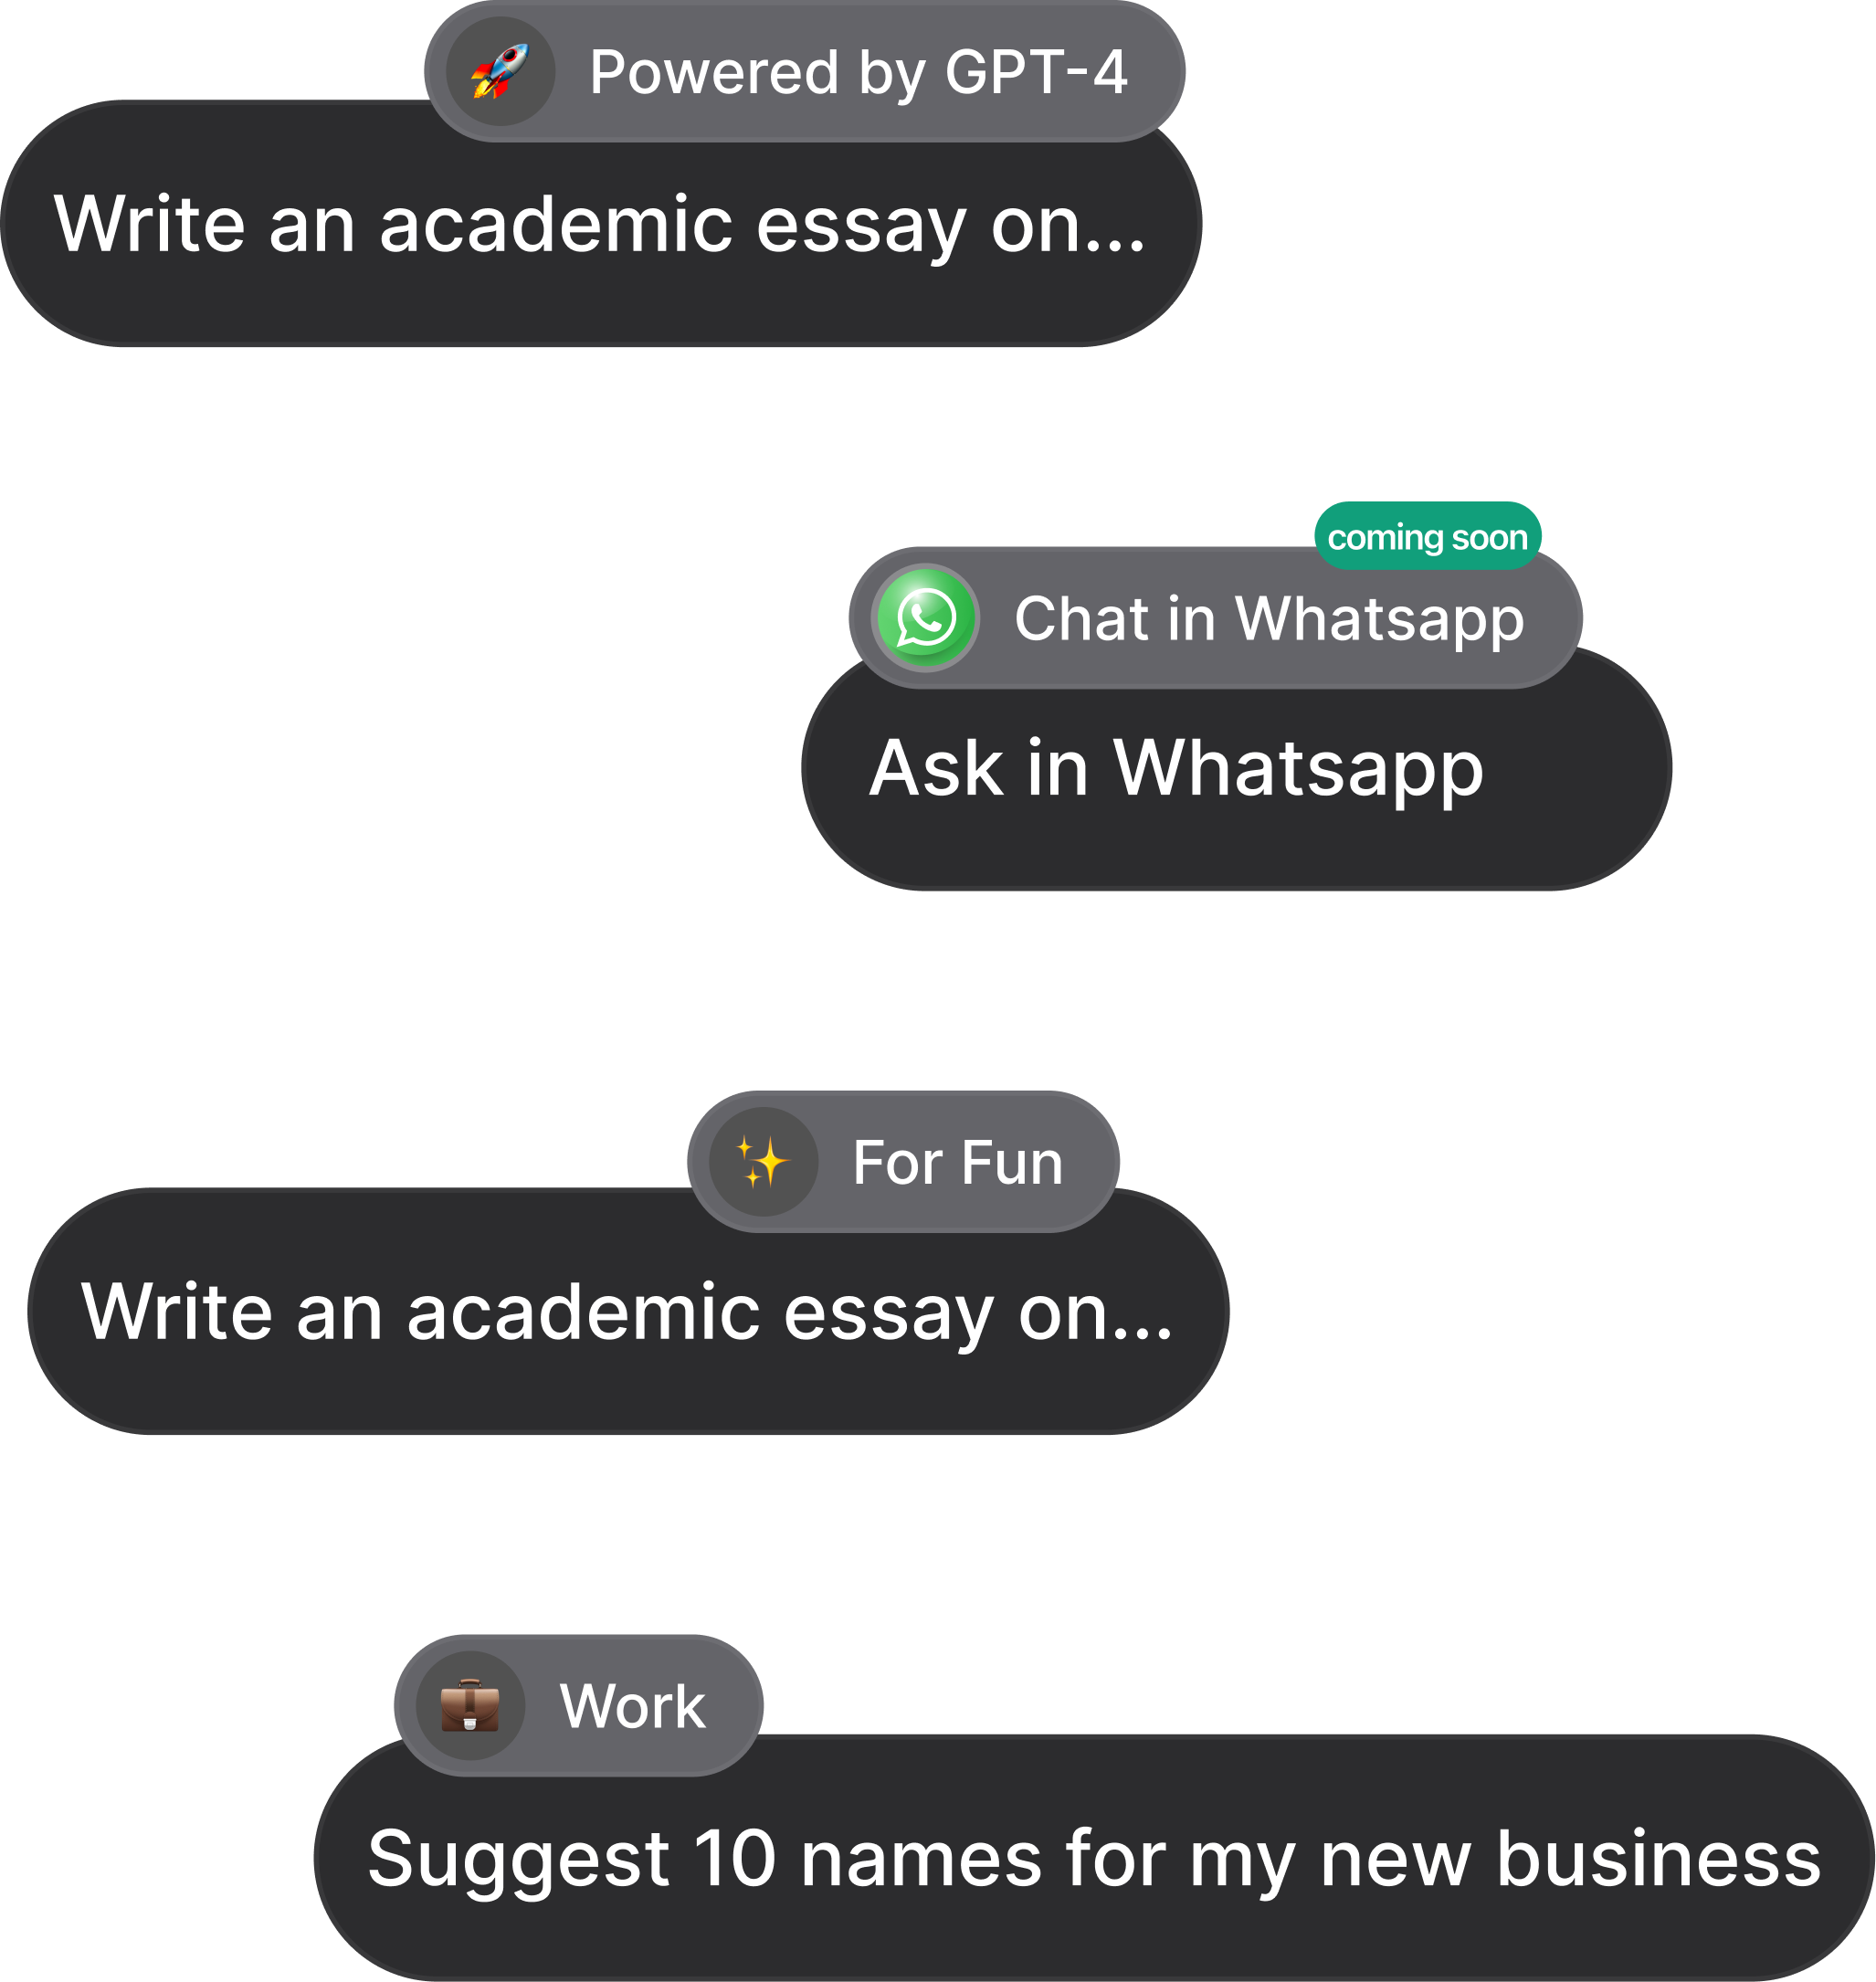 🚀 Powered by GPT-4
Write an academic essay on...
coming soon
Chat in Whatsapp
Ask in Whatsapp
✨ For Fun
Write an academic essay on...
💼 Work
Suggest 10 names for my new business